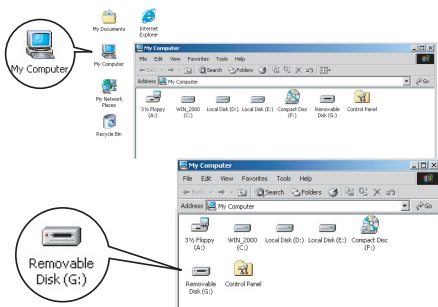 My Documents
Internet
Explorer
My Computer
My Computer
My Network
Places
Recycle Bin
My Computer
File Edit View Favorites Tools Help
Back Search Folders
Address My Computer Go
3½ Floppy (A:) WIN_2000 (C:) Local Disk (D:) Local Disk (E:) Compact Disc (F:) Removable Disk (G:) Control Panel
My Computer
File Edit View Favorites Tools Help
Back Search Folders
Address My Computer Go
3½ Floppy (A:) WIN_2000 (C:) Local Disk (D:) Local Disk (E:) Compact Disc (F:)
Removable Disk (G:) Control Panel
Removable
Disk (G:)